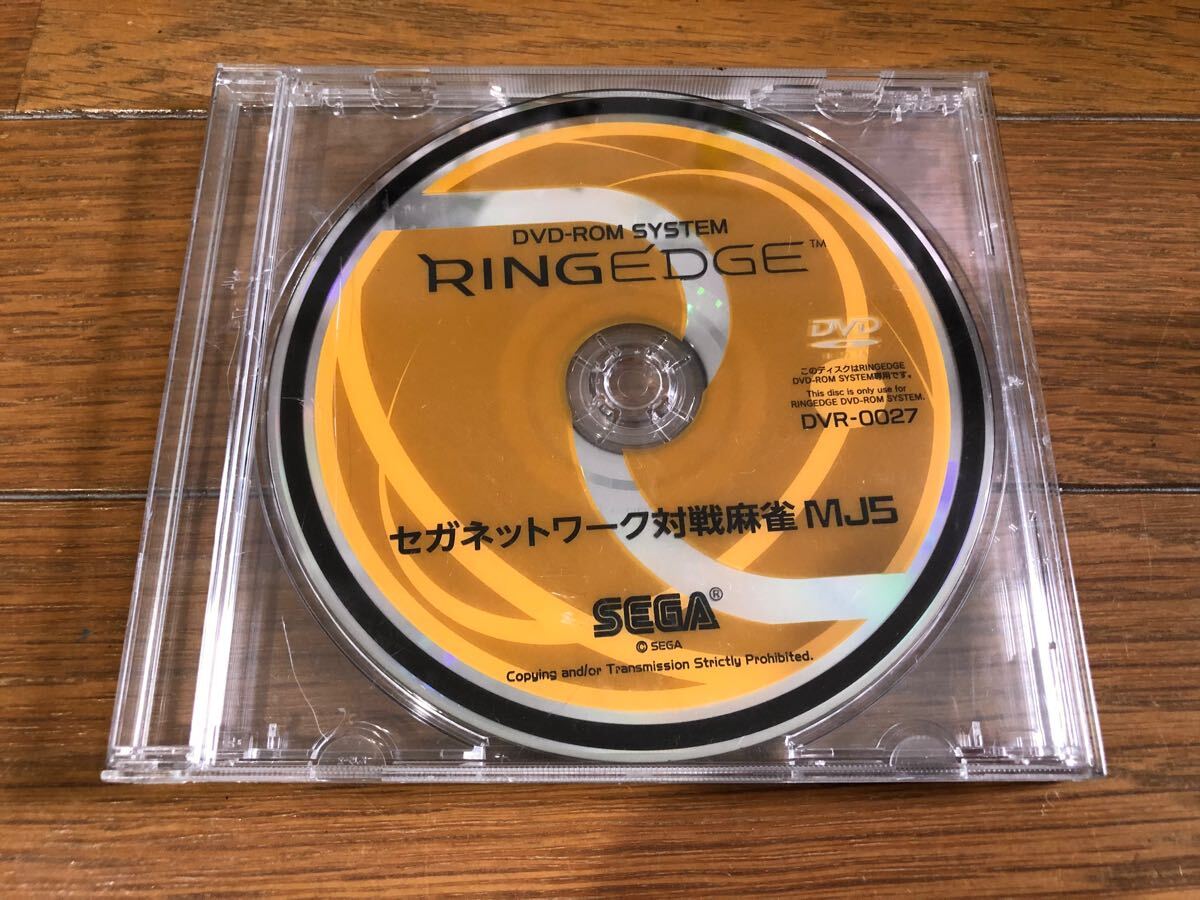 DVD-ROM SYSTEM
RINGEDGE™
DVD
このディスクはRINGEDGE
DVD-ROM SYSTEM専用です。
This disc is only use for
RINGEDGE DVD-ROM SYSTEM.
DVR-0027
セガネットワーク対戦麻雀 MJ5
SEGA®
© SEGA
Copying and/or Transmission Strictly Prohibited.